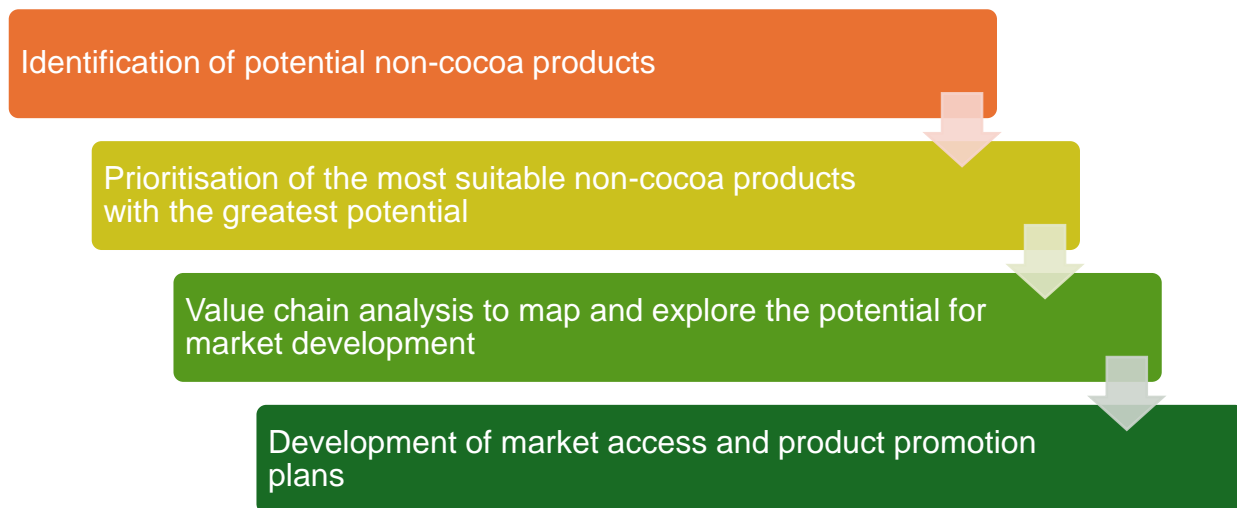 Identification of potential non-cocoa products
Prioritisation of the most suitable non-cocoa products
with the greatest potential
Value chain analysis to map and explore the potential for
market development
Development of market access and product promotion
plans